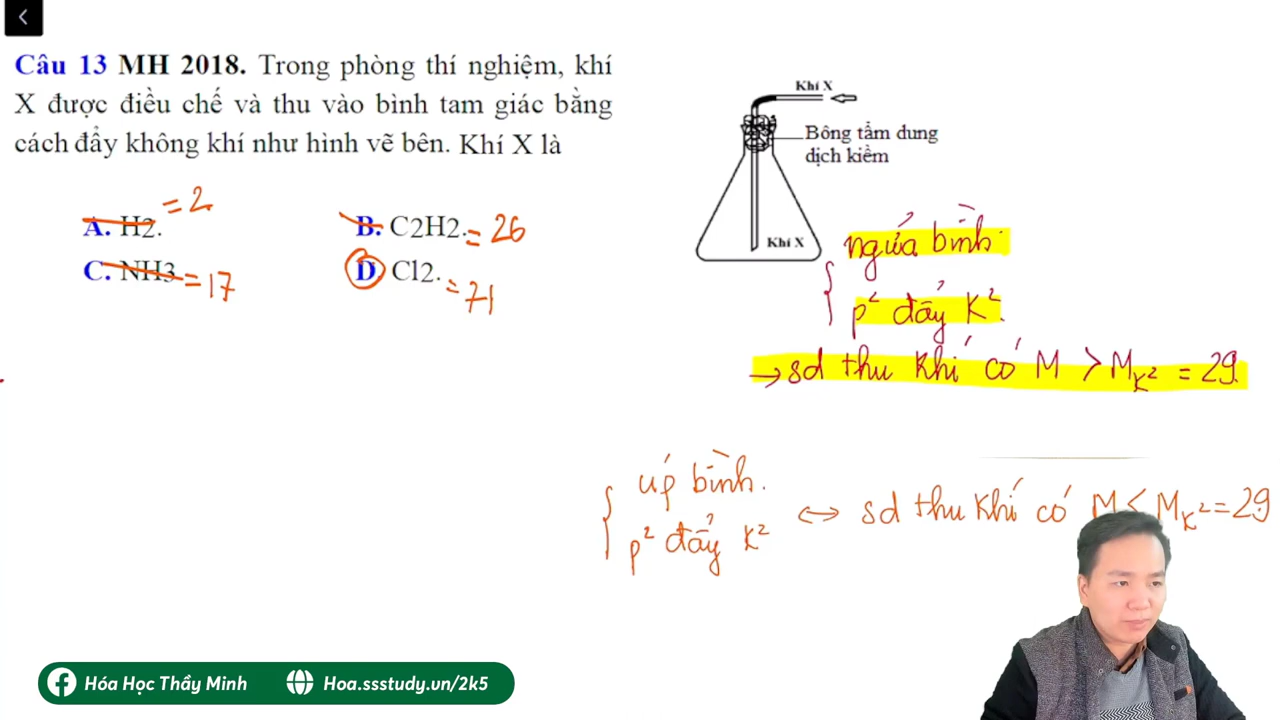 Câu 13 MH 2018. Trong phòng thí nghiệm, khí
X được điều chế và thu vào bình tam giác bằng
cách đẩy không khí như hình vẽ bên. Khí X là
A. H2. = 2
B. C2H2. = 26
C. NH3 = 17
D. Cl2. = 71
Khí X
Bông tẩm dung
dịch kiềm
Khí X
ngửa bình.
p² đẩy K².
→ sd thu khí có M > M K² = 29.
úp bình.
p² đẩy K²
↔ sd thu khí có M < M K² = 29
Hóa Học Thầy Minh
Hoa.ssstudy.vn/2k5